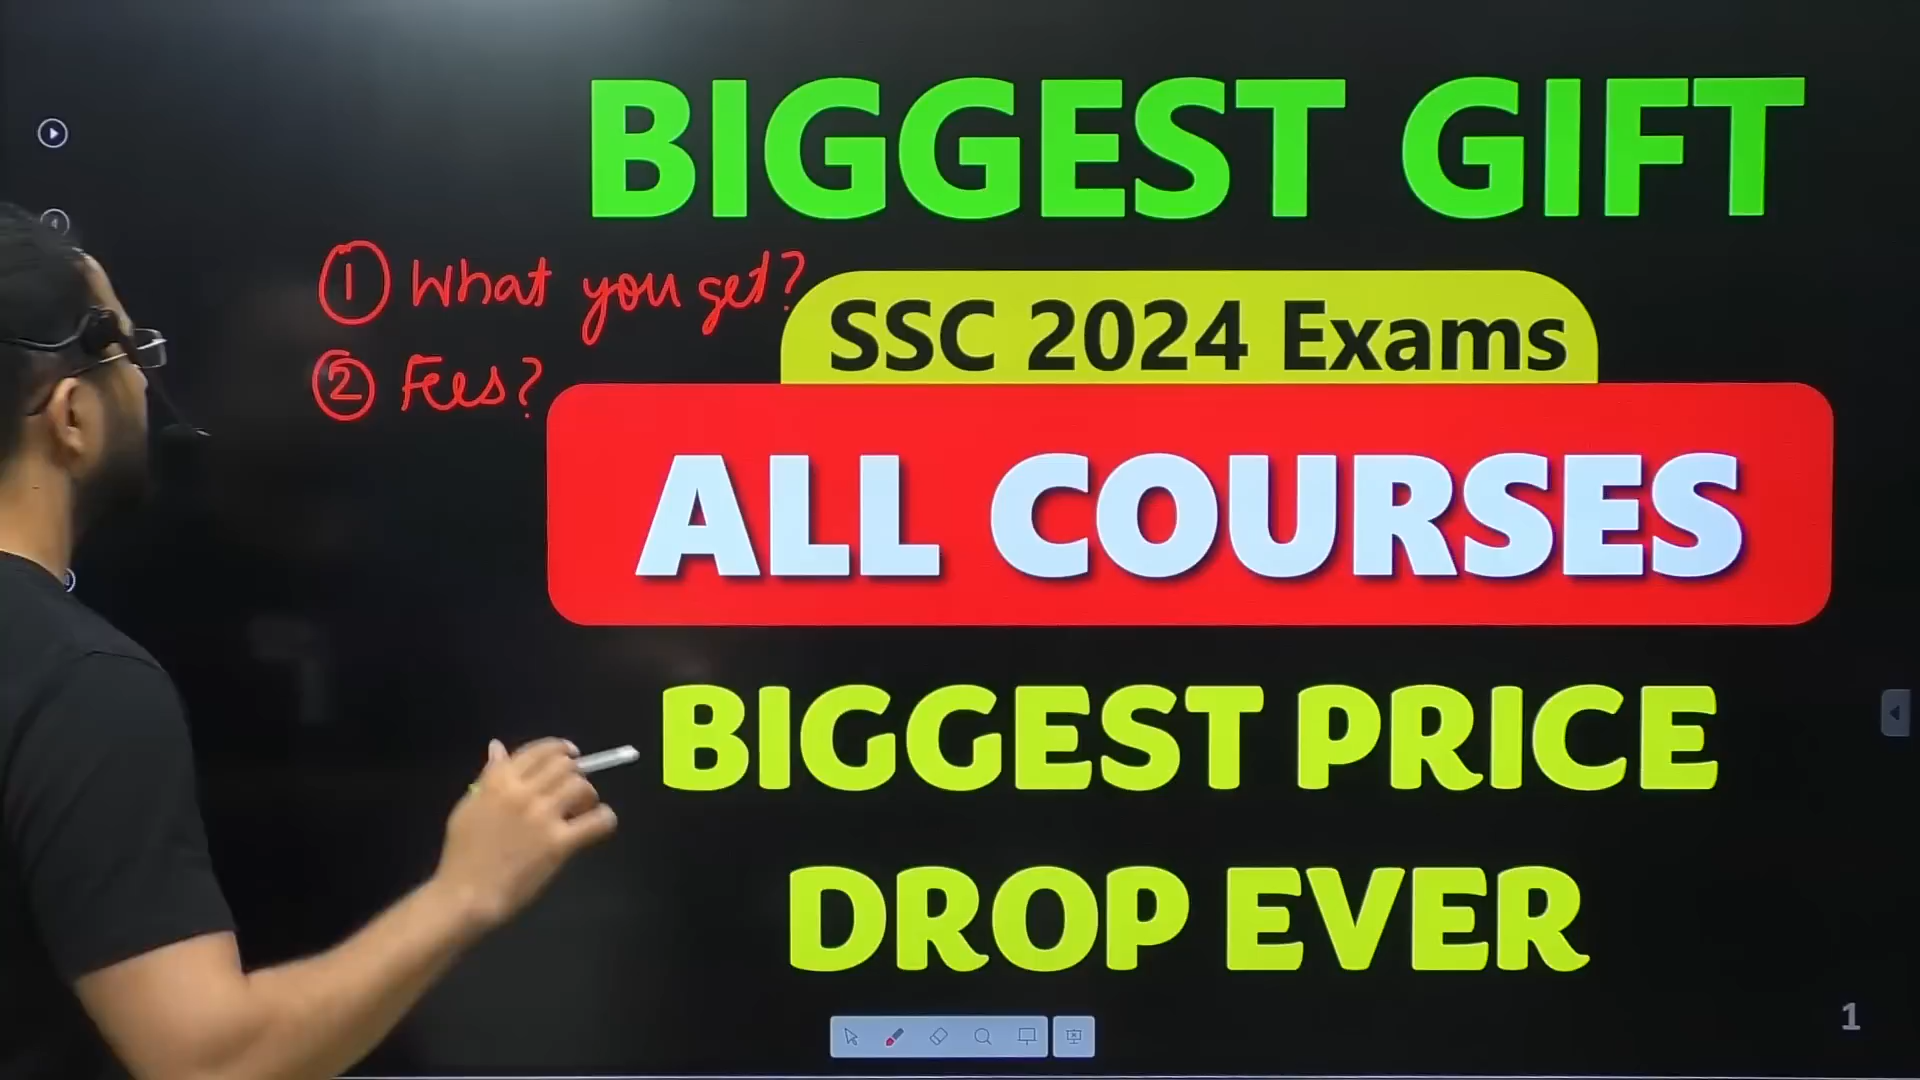 BIGGEST GIFT
① What you get?
SSC 2024 Exams
② Fees?
ALL COURSES
BIGGEST PRICE
DROP EVER
1